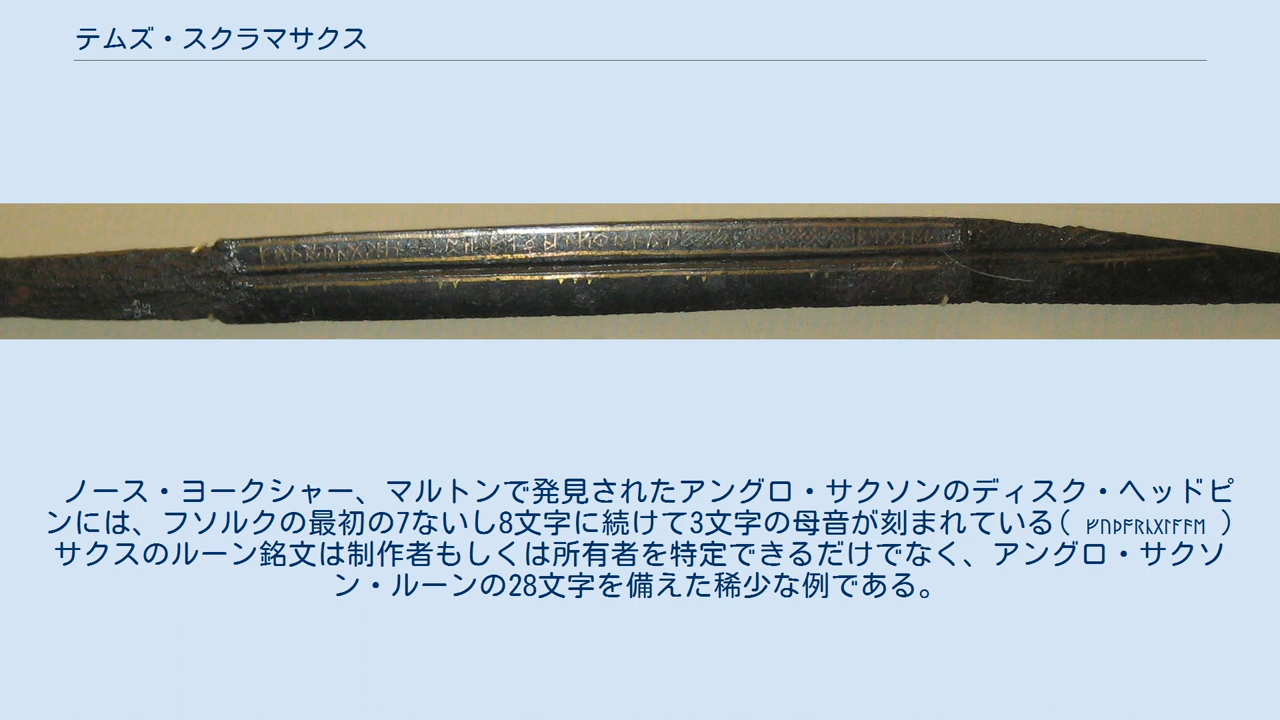 テムズ・スクラマサクス
ノース・ヨークシャー、マルトンで発見されたアングロ・サクソンのディスク・ヘッドピ
ンには、フソルクの最初の7ないし8文字に続けて3文字の母音が刻まれている( ᚠᚢᚦᚩᚱᚳᚷᛚᚪᚫᛖ )
サクスのルーン銘文は制作者もしくは所有者を特定できるだけでなく、アングロ・サクソ
ン・ルーンの28文字を備えた稀少な例である。